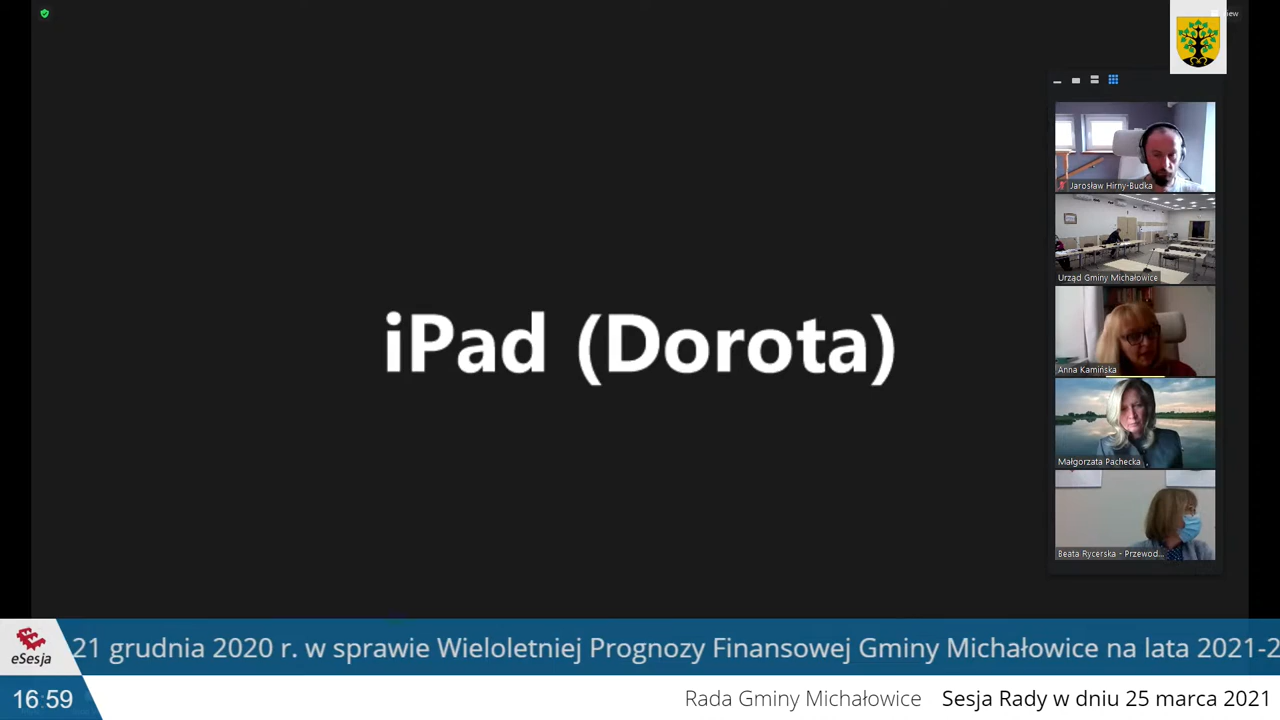 iew
Jarosław Hirny-Budka
Urząd Gminy Michałowice
iPad (Dorota)
Anna Kamińska
Małgorzata Pachecka
Beata Rycerska - Przewod...
eSesja
21 grudnia 2020 r. w sprawie Wieloletniej Prognozy Finansowej Gminy Michałowice na lata 2021-2
16:59
Rada Gminy Michałowice Sesja Rady w dniu 25 marca 2021